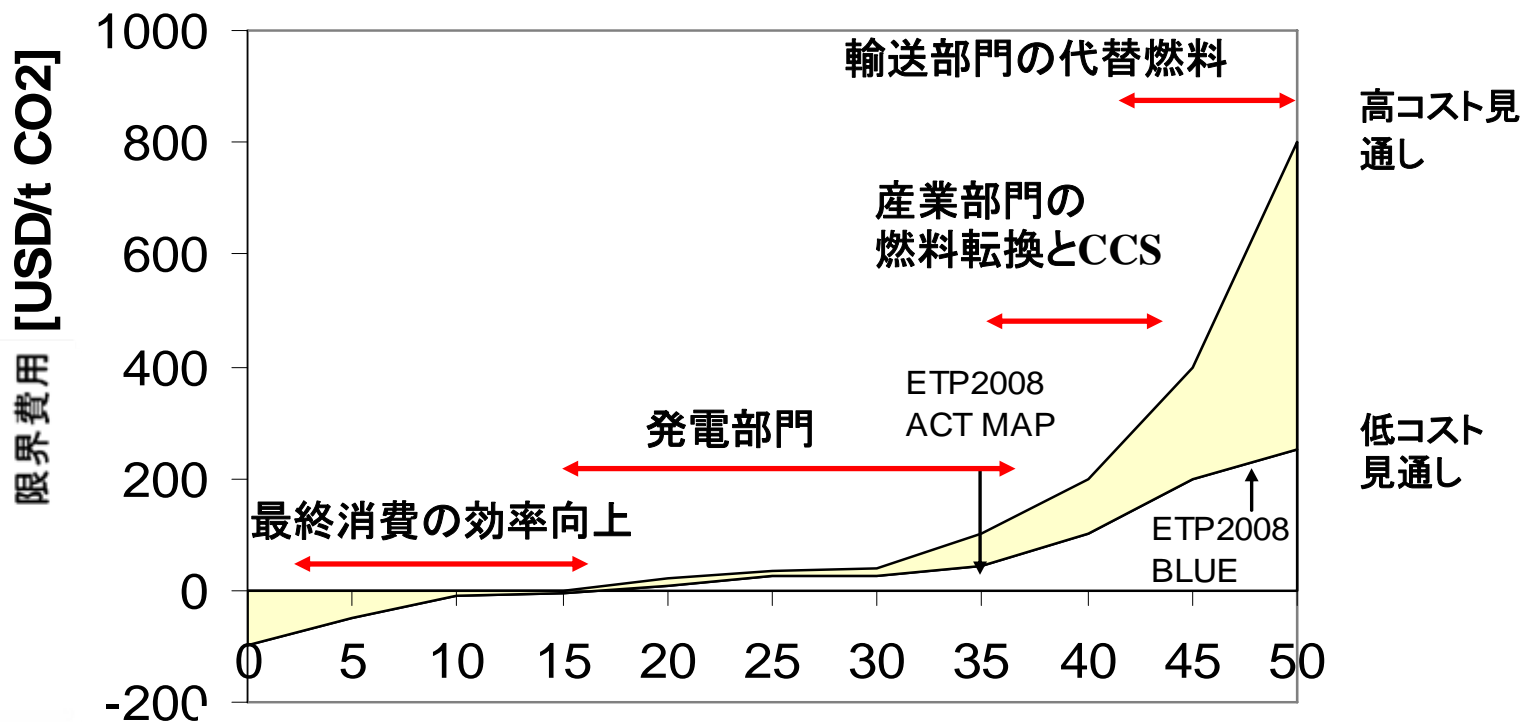 限界費用 [USD/t CO2]
1000
800
600
400
200
0
-200
輸送部門の代替燃料
産業部門の
燃料転換とCCS
ETP2008
ACT MAP
発電部門
最終消費の効率向上
ETP2008
BLUE
高コスト見
通し
低コスト
見通し
0 5 10 15 20 25 30 35 40 45 50